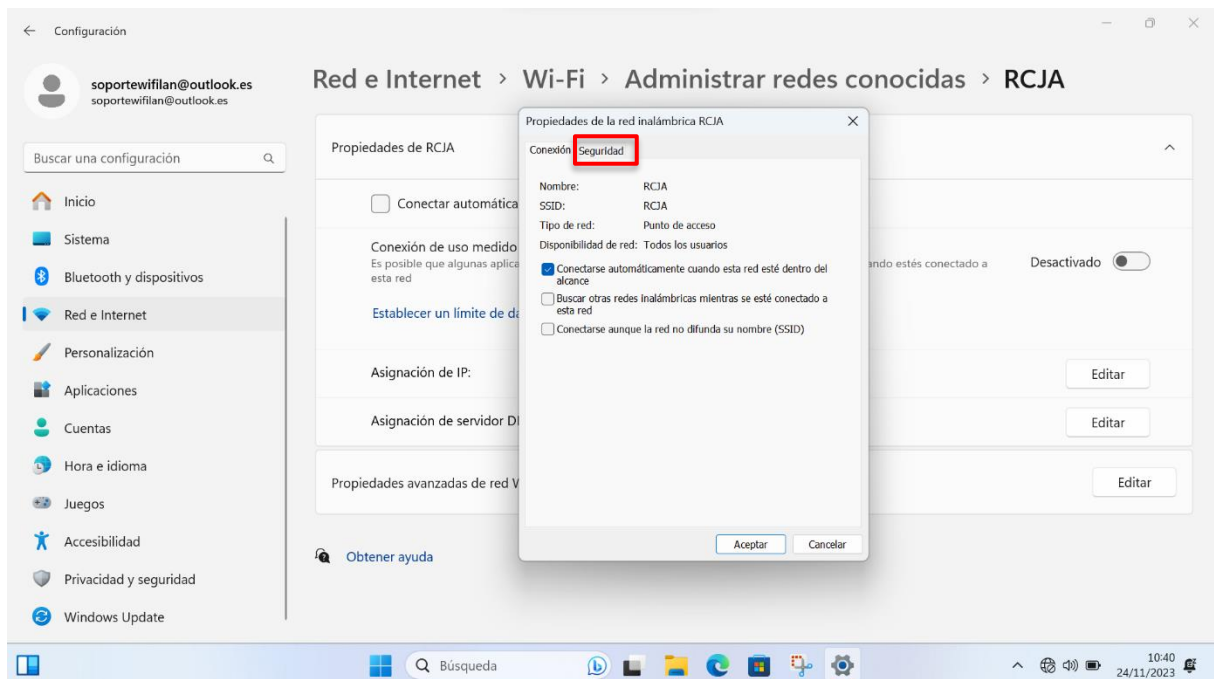 Configuración
soportewifilan@outlook.es
soportewifilan@outlook.es
Buscar una configuración
Inicio
Sistema
Bluetooth y dispositivos
Red e Internet
Personalización
Aplicaciones
Cuentas
Hora e idioma
Juegos
Accesibilidad
Privacidad y seguridad
Windows Update
Red e Internet > Wi-Fi > Administrar redes conocidas > RCJA
Propiedades de RCJA
Conectar automática
Conexión de uso medido
Es posible que algunas aplica
ando estés conectado a
esta red
Desactivado
Establecer un límite de da
Asignación de IP:
Editar
Asignación de servidor D
Editar
Propiedades avanzadas de red
Editar
Obtener ayuda
Propiedades de la red inalámbrica RCJA
Conexión Seguridad
Nombre: RCJA
SSID: RCJA
Tipo de red: Punto de acceso
Disponibilidad de red: Todos los usuarios
Conectarse automáticamente cuando esta red esté dentro del
alcance
Buscar otras redes inalámbricas mientras se esté conectado a
esta red
Conectarse aunque la red no difunda su nombre (SSID)
Aceptar Cancelar
Búsqueda
10:40
24/11/2023